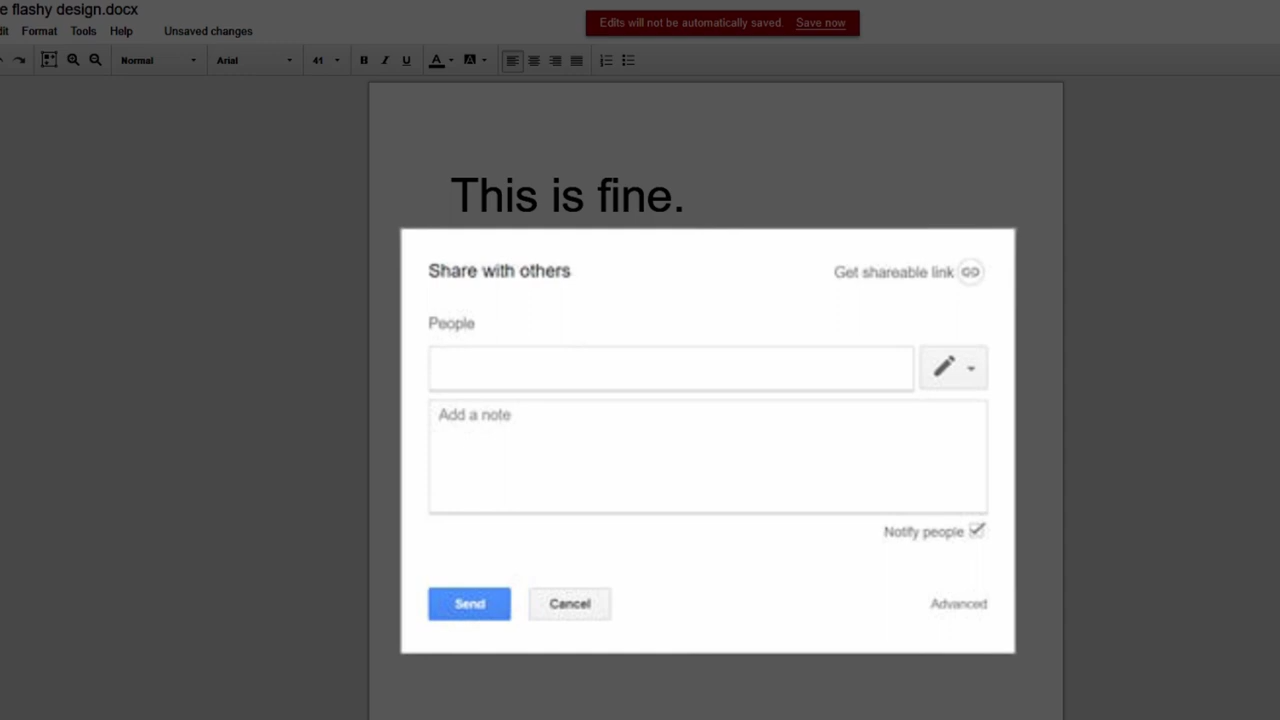 e flashy design.docx
Edits will not be automatically saved. Save now
dit Format Tools Help Unsaved changes
Normal Arial 41 B I U A A
This is fine.
Share with others Get shareable link
People
Add a note
Notify people
Send Cancel Advanced